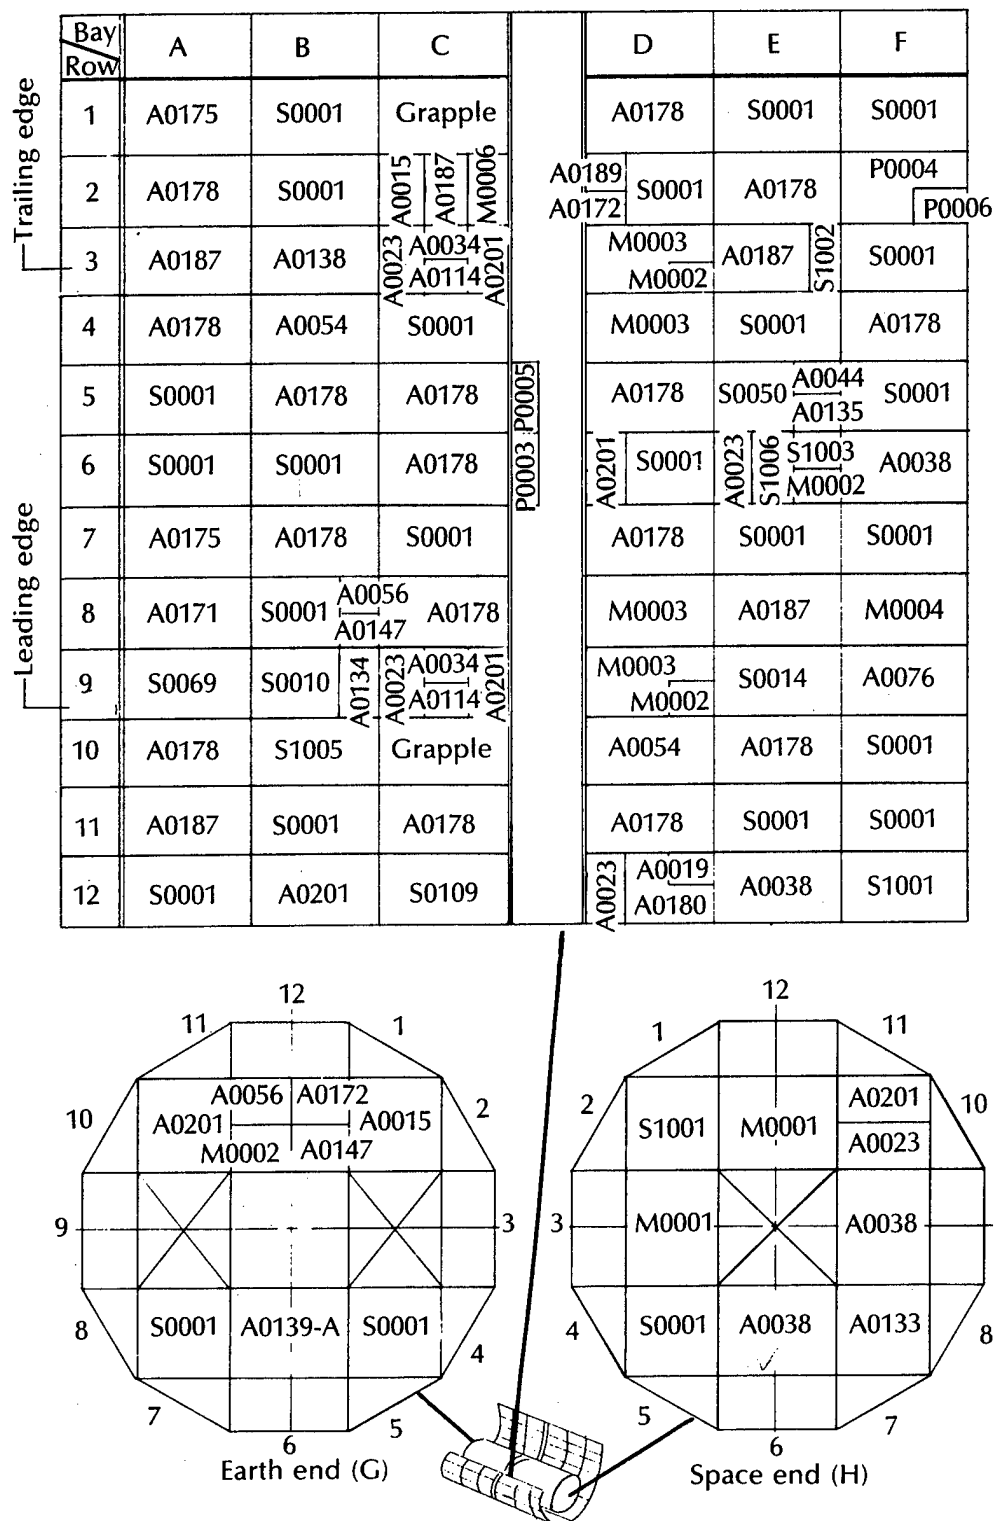 Bay A B C D E F
Row
1 A0175 S0001 Grapple A0178 S0001 S0001
2 A0178 S0001 A0015 A0187 M0006 A0189 A0172 S0001 A0178 P0004 P0006
3 A0187 A0138 A0023 A0034 A0114 A0201 M0003 M0002 A0187 S1002 S0001
4 A0178 A0054 S0001 M0003 S0001 A0178
5 S0001 A0178 A0178 P0005 A0178 S0050 A0044 A0135 S0001
6 S0001 S0001 A0178 P0003 A0201 S0001 A0023 S1006 S1003 M0002 A0038
7 A0175 A0178 S0001 A0178 S0001 S0001
8 A0171 S0001 A0056 A0147 A0178 M0003 A0187 M0004
9 S0069 S0010 A0134 A0023 A0034 A0114 A0201 M0003 M0002 S0014 A0076
10 A0178 S1005 Grapple A0054 A0178 S0001
11 A0187 S0001 A0178 A0178 S0001 S0001
12 S0001 A0201 S0109 A0023 A0019 A0180 A0038 S1001
Trailing edge
Leading edge
12
11 1
A0056 A0172
10 2
A0201 A0015
M0002 A0147
9 3
8 S0001 A0139-A S0001 4
7 5
6
Earth end (G)
12
1 11
2 A0201 10
S1001 M0001
A0023
3 M0001 A0038
4 S0001 A0038 A0133 8
5 7
6
Space end (H)